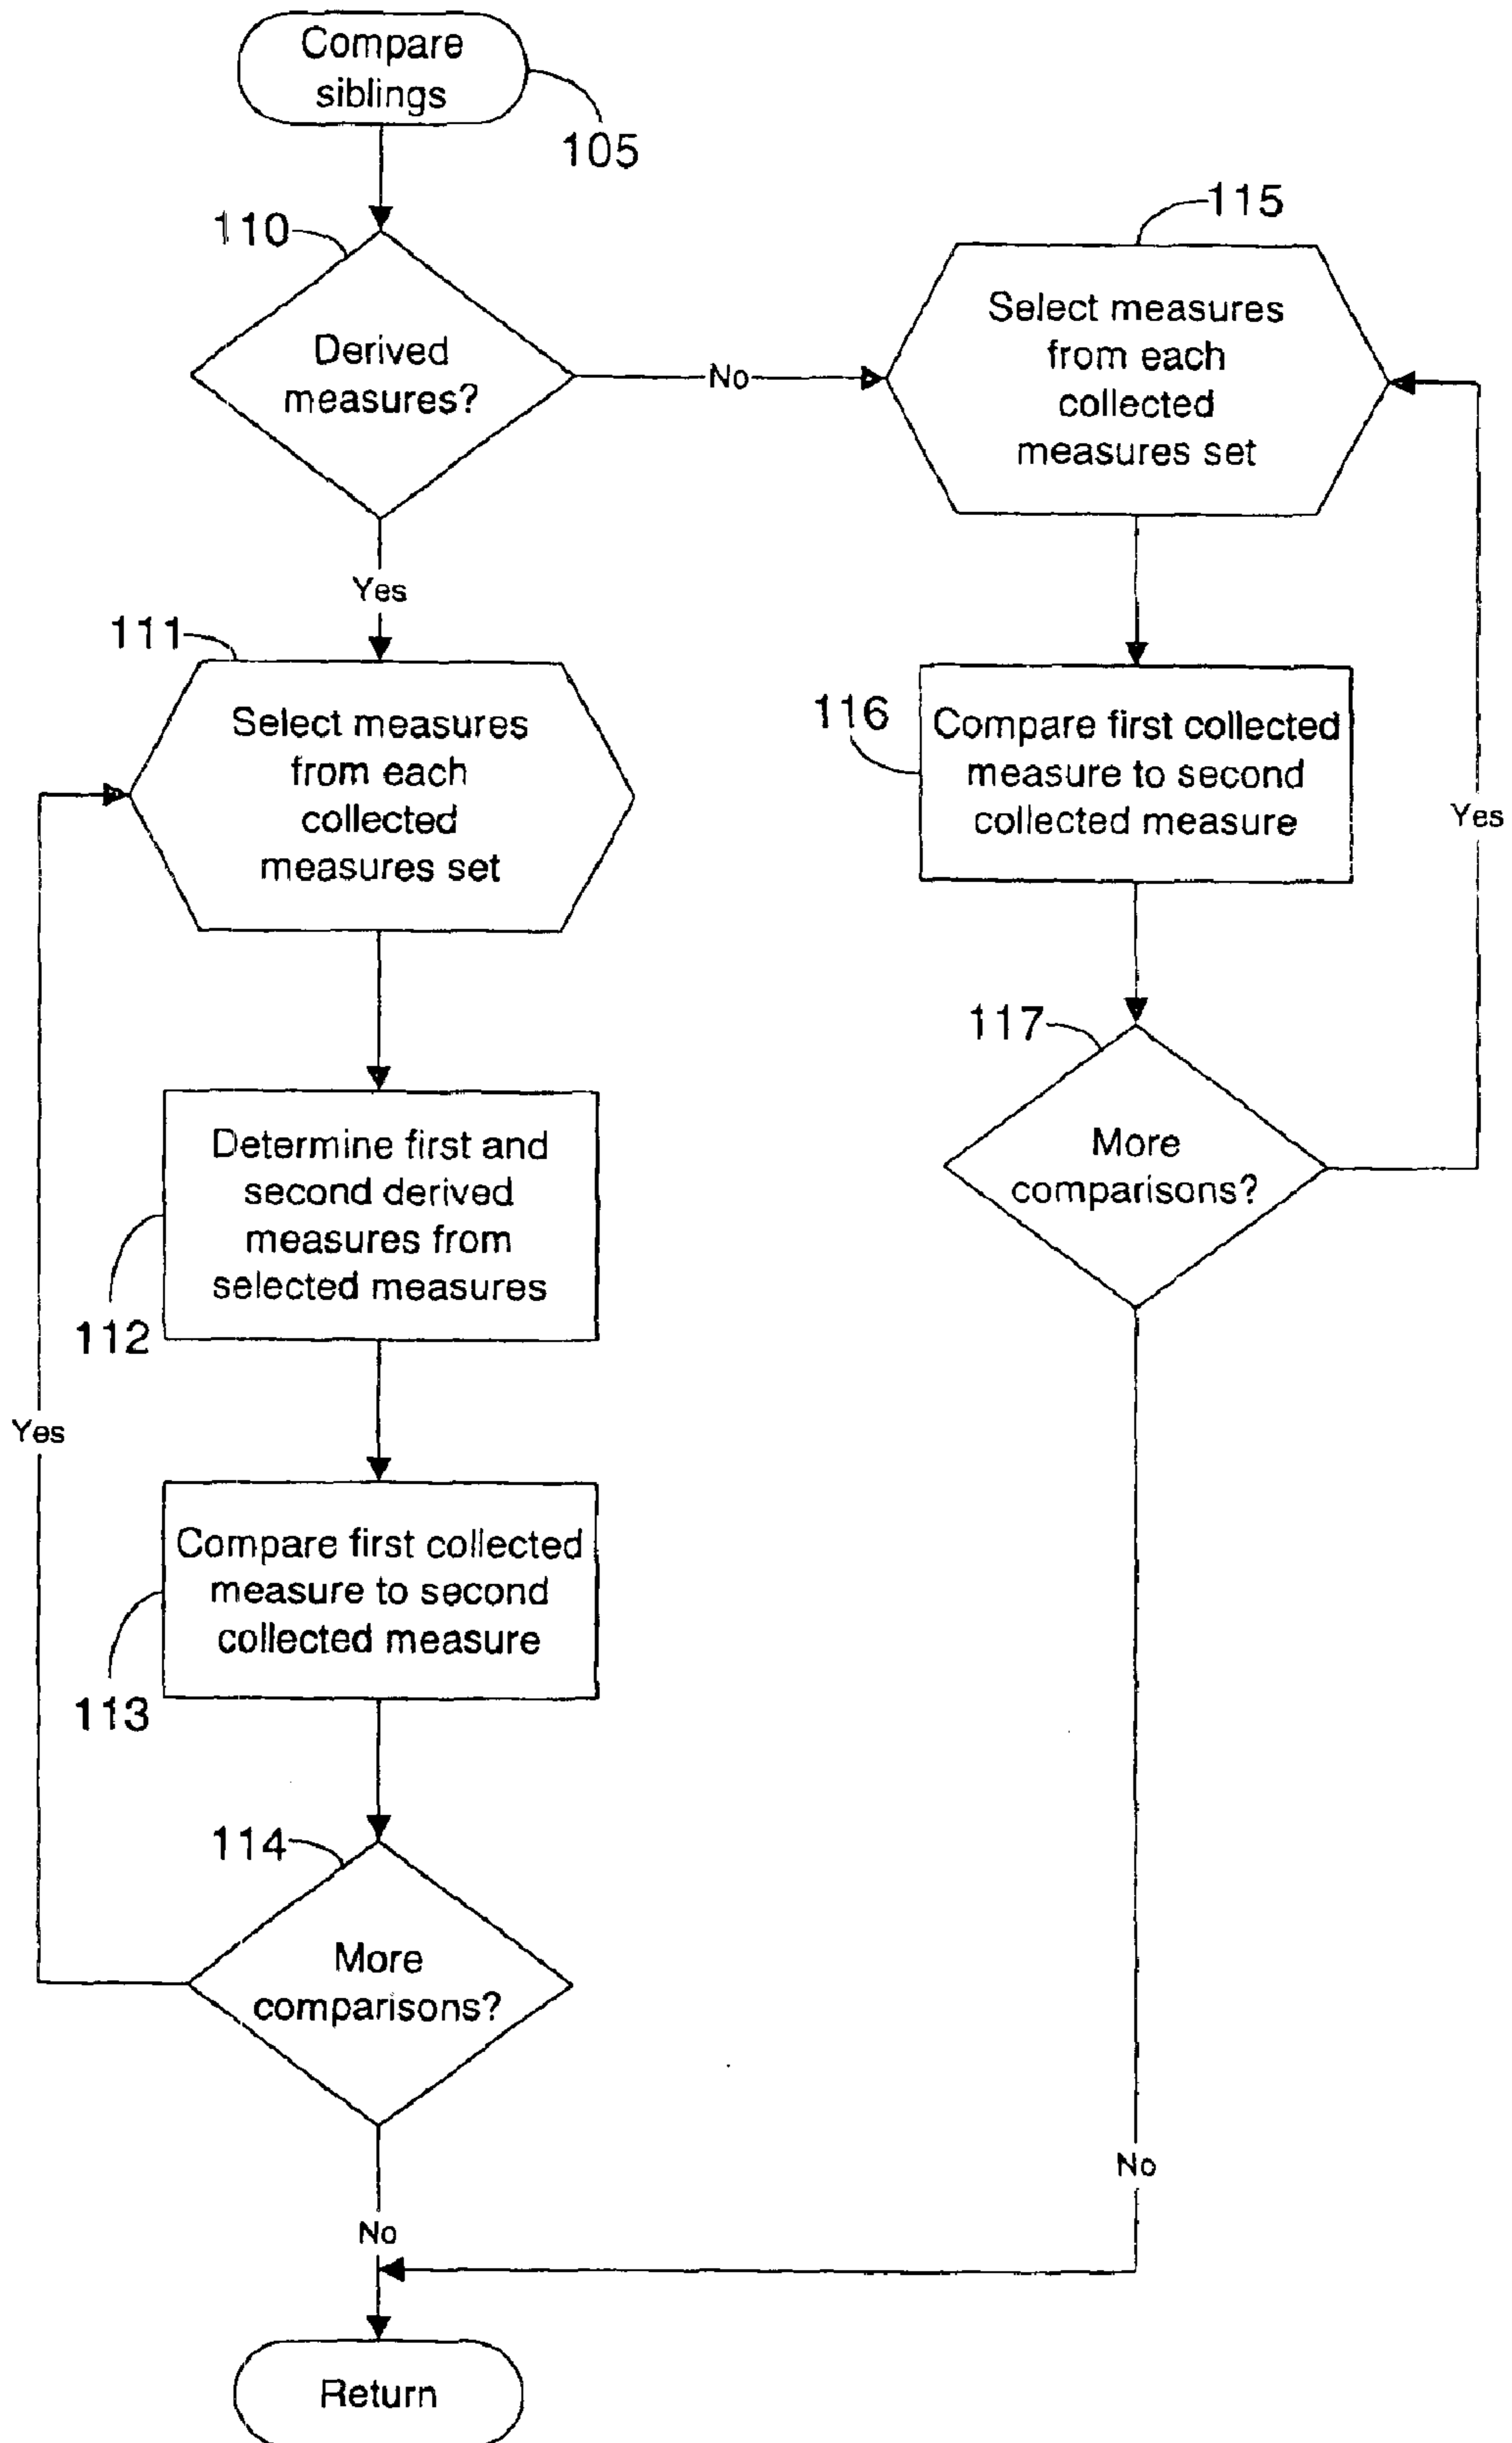 Compare
siblings
105
110
Derived
measures?
No
115
Select measures
from each
collected
measures set
Yes
111
Select measures
from each
collected
measures set
116
Compare first collected
measure to second
collected measure
Yes
117
More
comparisons?
Determine first and
second derived
measures from
selected measures
112
Yes
Compare first collected
measure to second
collected measure
113
114
More
comparisons?
No
No
Return